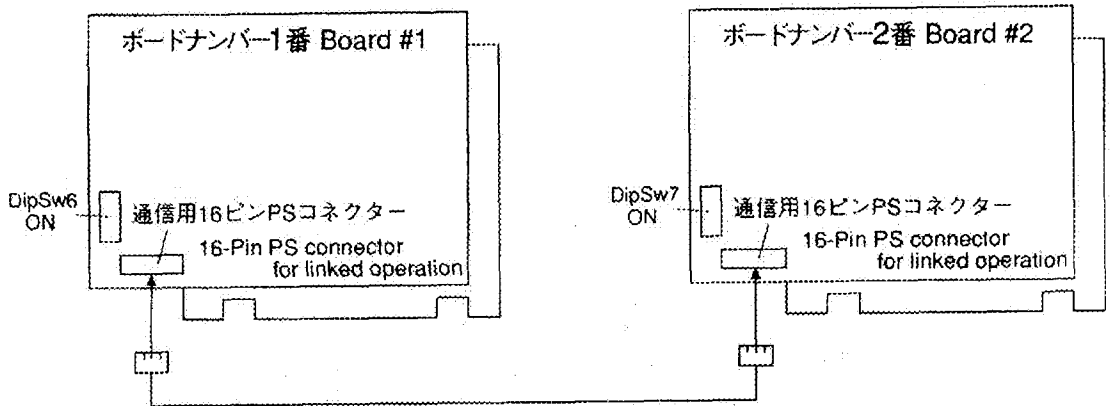 ボードナンバー1番 Board #1
DipSw6
ON
通信用16ピンPSコネクター
16-Pin PS connector
for linked operation
ボードナンバー2番 Board #2
DipSw7
ON
通信用16ピンPSコネクター
16-Pin PS connector
for linked operation